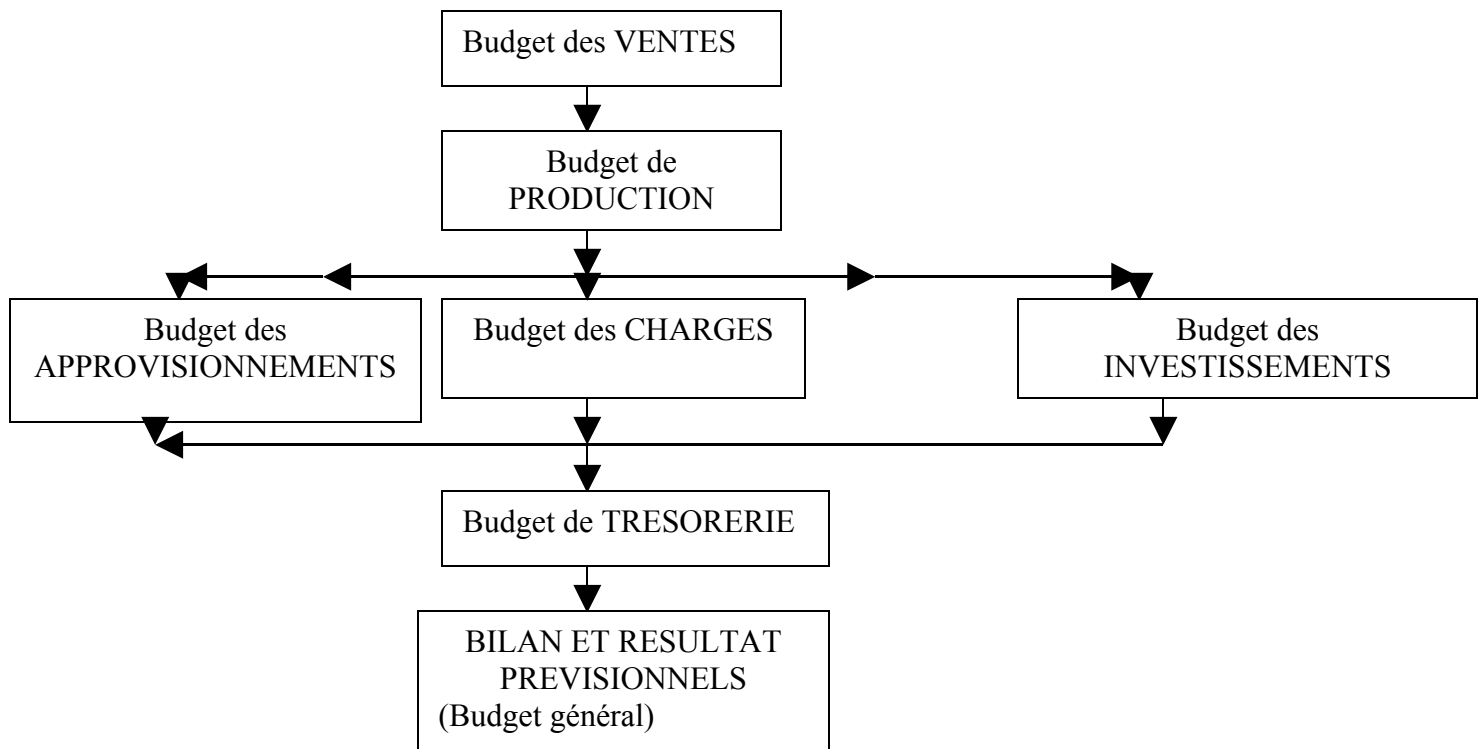 Budget des VENTES
Budget de
PRODUCTION
Budget des
APPROVISIONNEMENTS
Budget des CHARGES
Budget des
INVESTISSEMENTS
Budget de TRESORERIE
BILAN ET RESULTAT
PREVISIONNELS
(Budget général)